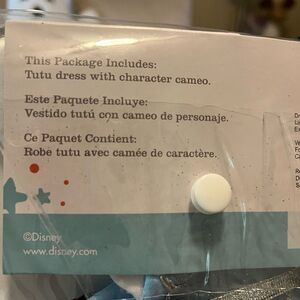 This Package Includes:
Tutu dress with character cameo.
Este Paquete Incluye:
Vestido tutú con cameo de personaje.
Ce Paquet Contient:
Robe tutu avec camée de caractère.
©Disney
www.disney.com